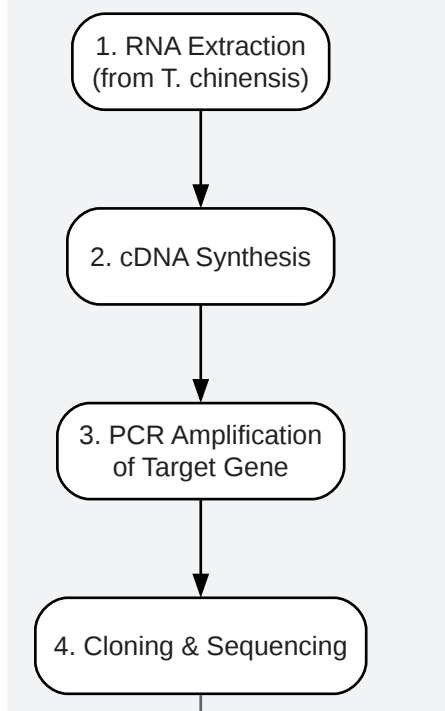 1. RNA Extraction
(from T. chinensis)
2. cDNA Synthesis
3. PCR Amplification
of Target Gene
4. Cloning & Sequencing